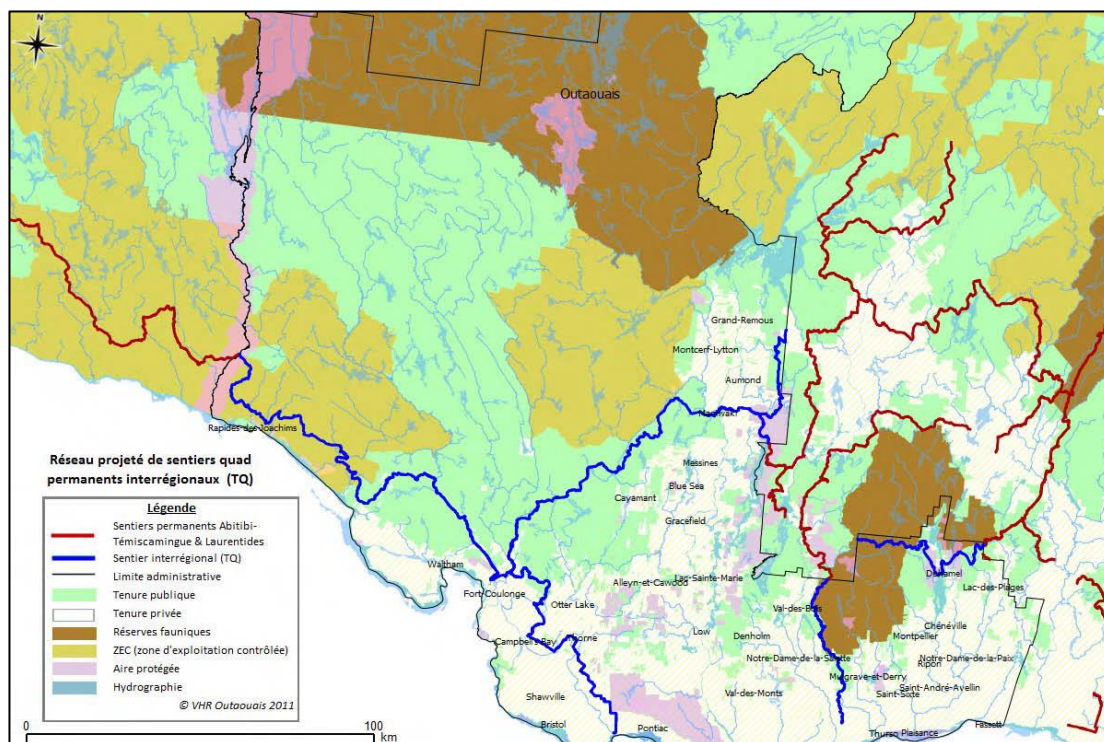 N
Outaouais
Grand-Remous
Montcerf-Lytton
Aumond
Maniwaki
Rapides-des-Joachims
Messines
Blue Sea
Cayamant
Gracefield
Waltham
Alleyn-et-Cawood
Lac-Sainte-Marie
Fort-Coulonge
Otter Lake
Campbell's Bay
Thorne
Low
Denholm
Val-des-Bois
Duhamel
Lac-des-Plages
Chénéville
Montpellier
Notre-Dame-de-la-Salette
Notre-Dame-de-la-Paix
Ripon
Mulgrave-et-Derry
Saint-André-Avellin
Saint-Sixte
Shawville
Val-des-Monts
Bristol
Pontiac
Thurso
Plaisance
Fassett
Réseau projeté de sentiers quad
permanents interrégionaux (TQ)
Légende
Sentiers permanents Abitibi-
Témiscamingue & Laurentides
Sentier interrégional (TQ)
Limite administrative
Tenure publique
Tenure privée
Réserves fauniques
ZEC (zone d'exploitation contrôlée)
Aire protégée
Hydrographie
© VHR Outaouais 2011
0 100
km